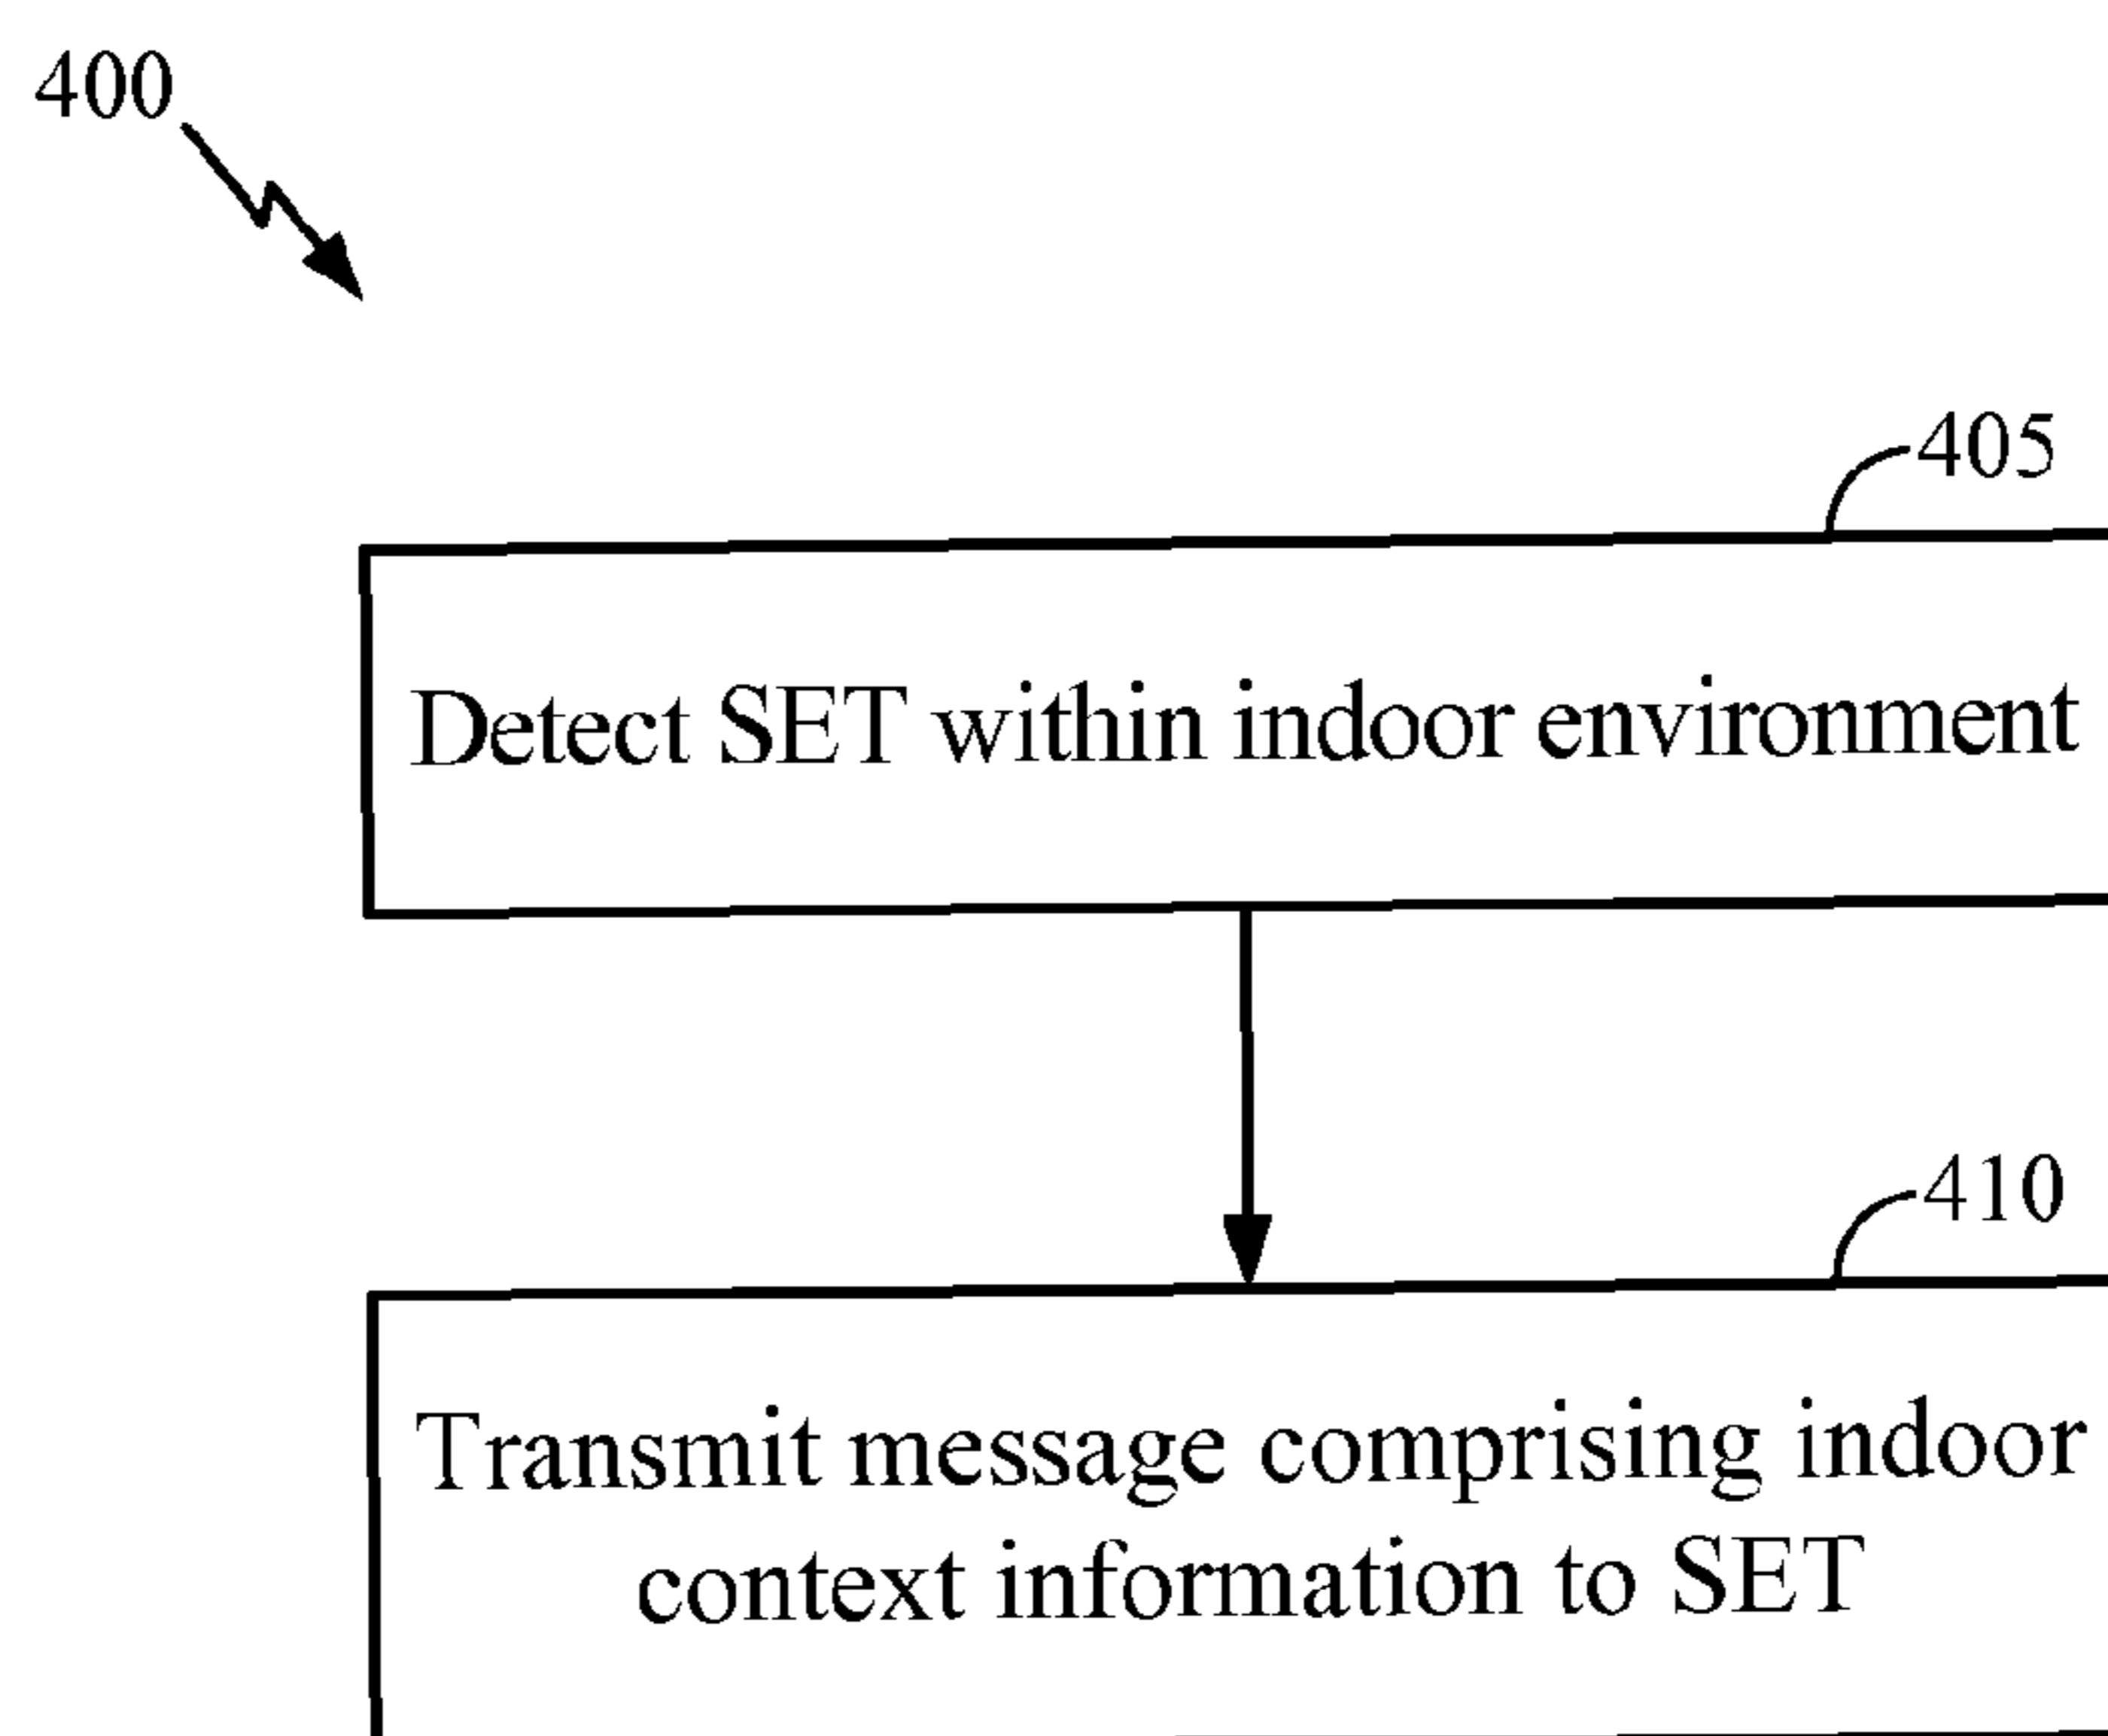 400
405
Detect SET within indoor environment
410
Transmit message comprising indoor
context information to SET